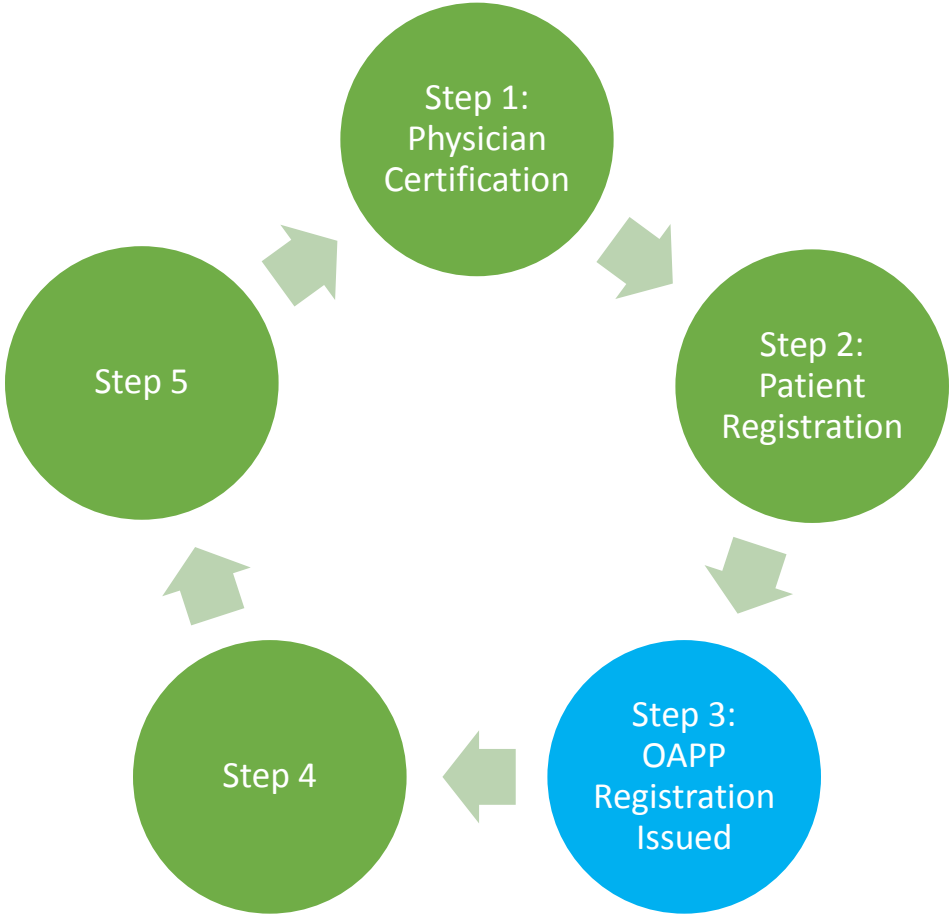 Step 1:
Physician
Certification
Step 2:
Patient
Registration
Step 3:
OAPP
Registration
Issued
Step 4
Step 5